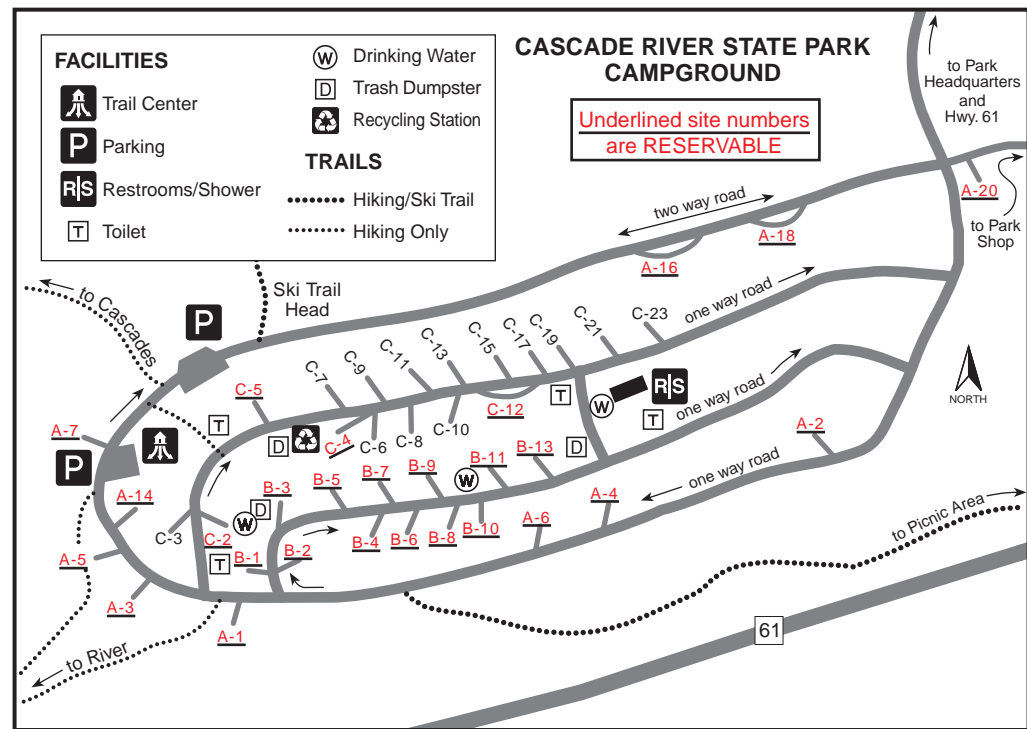 CASCADE RIVER STATE PARK
CAMPGROUND
Underlined site numbers
are RESERVABLE
FACILITIES
Trail Center
P Parking
R|S Restrooms/Shower
T Toilet
W Drinking Water
D Trash Dumpster
Recycling Station
TRAILS
Hiking/Ski Trail
Hiking Only
to Park
Headquarters
and
Hwy. 61
A-20
to Park
Shop
two way road
A-18
A-16
one way road
to Cascades
Ski Trail
Head
P
C-7
C-9
C-11
C-13
C-15
C-17
C-19
C-21
C-23
C-5
C-4
C-6
C-8
C-10
C-12
T
W
R|S
T
NORTH
one way road
T
D
D
A-7
P
A-14
A-5
A-3
C-3
C-2
W
D
T
B-3
B-1
B-2
B-5
B-7
B-9
W
B-11
B-13
B-4
B-6
B-8
B-10
A-6
A-4
A-2
one way road
to Picnic Area
A-1
to River
61